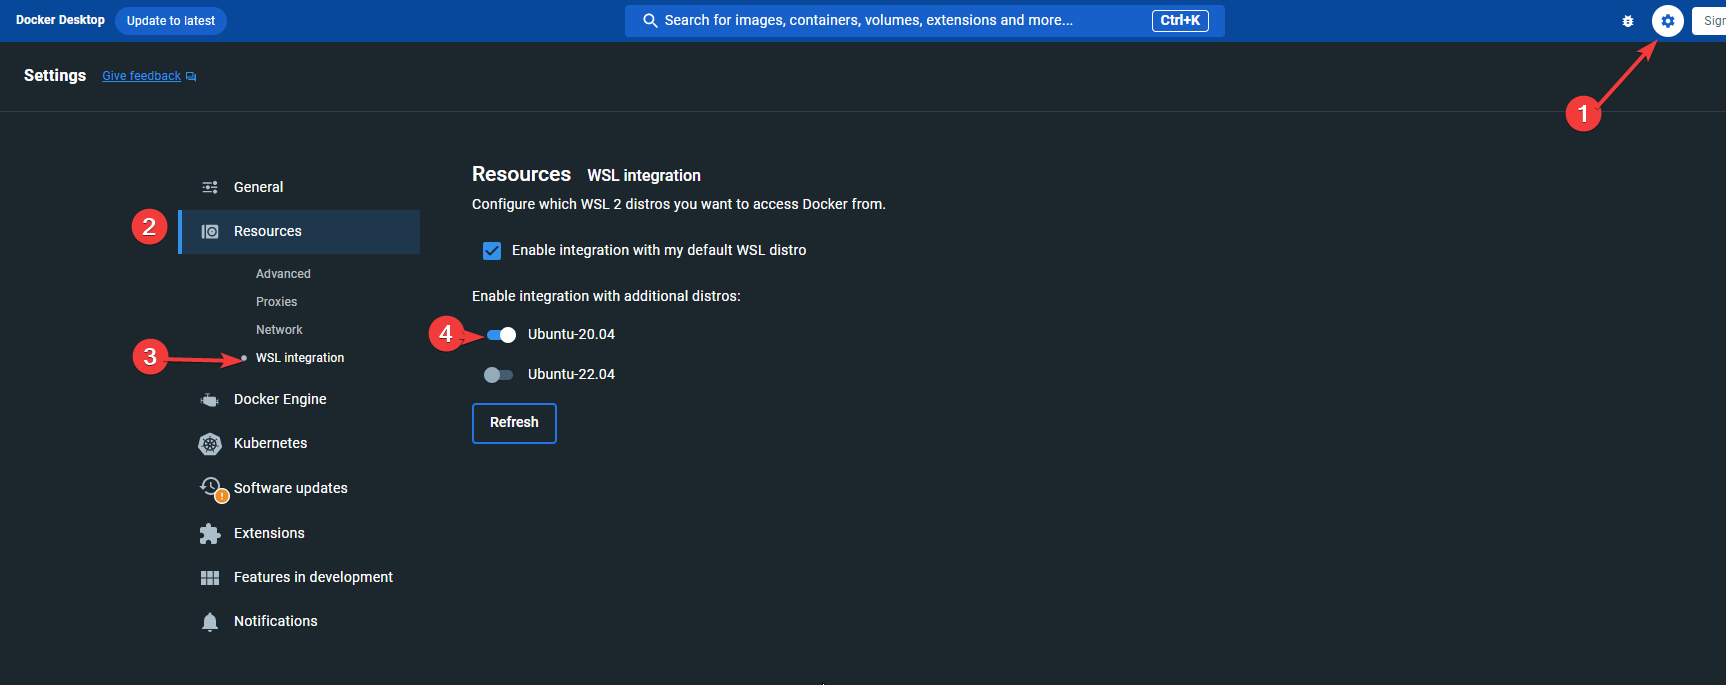 Docker Desktop Update to latest Search for images, containers, volumes, extensions and more... Ctrl+K Sign
Settings Give feedback
1
General
2 Resources
Advanced
Proxies
Network
3 WSL integration
Docker Engine
Kubernetes
Software updates
Extensions
Features in development
Notifications
Resources WSL integration
Configure which WSL 2 distros you want to access Docker from.
Enable integration with my default WSL distro
Enable integration with additional distros:
4 Ubuntu-20.04
Ubuntu-22.04
Refresh